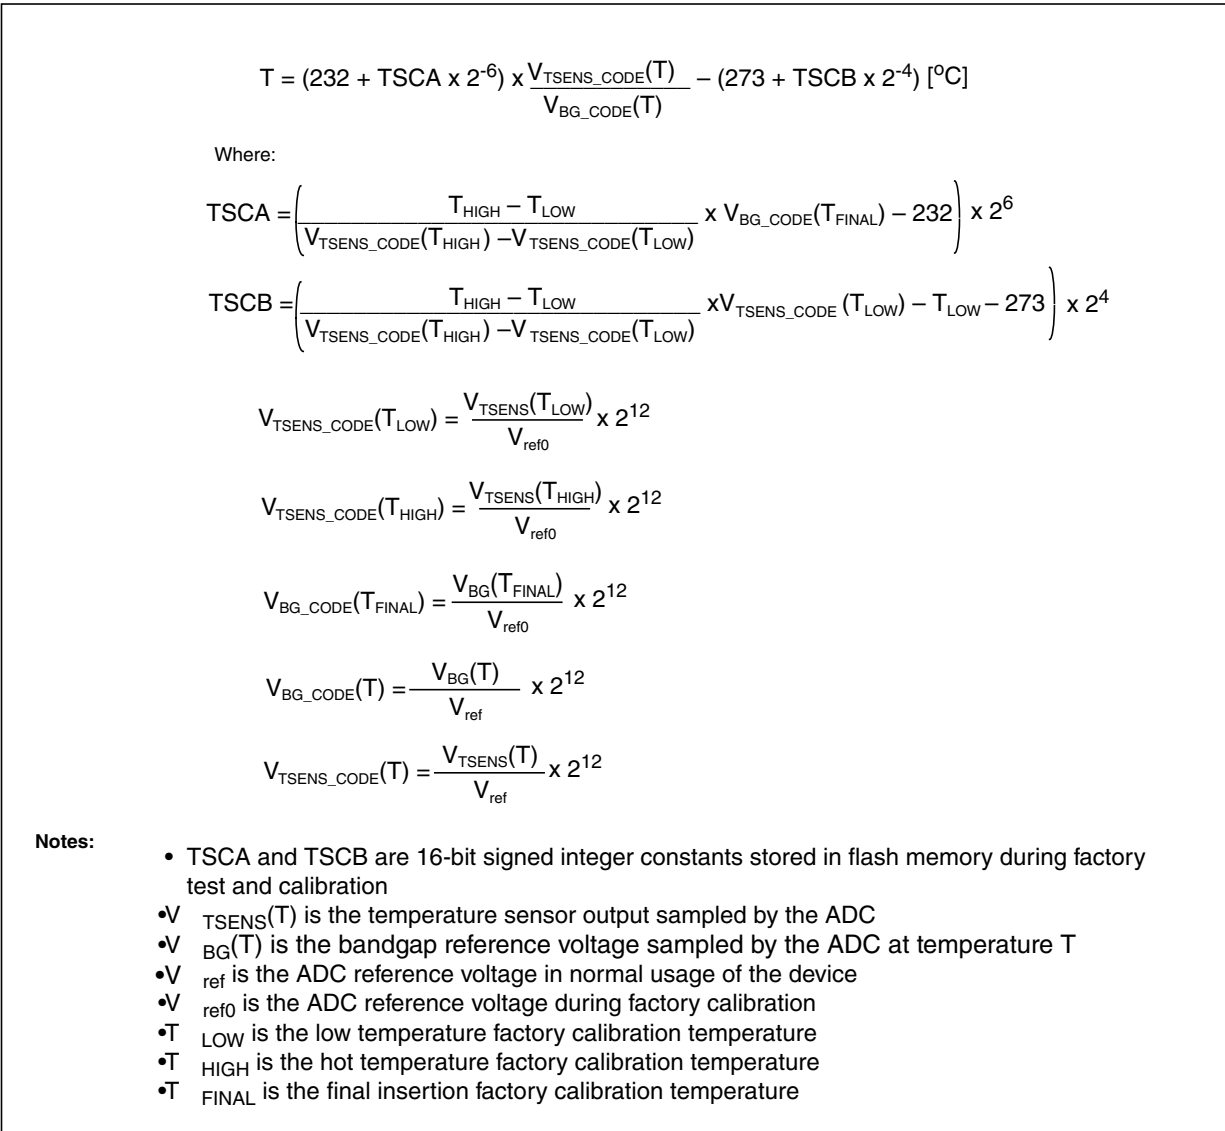 T = (232 + TSCA x 2^-6) x V_TSENS_CODE(T) / V_BG_CODE(T) – (273 + TSCB x 2^-4) [ºC]
Where:
TSCA = ( (T_HIGH – T_LOW) / (V_TSENS_CODE(T_HIGH) –V_TSENS_CODE(T_LOW)) x V_BG_CODE(T_FINAL) – 232 ) x 2^6
TSCB = ( (T_HIGH – T_LOW) / (V_TSENS_CODE(T_HIGH) –V_TSENS_CODE(T_LOW)) xV_TSENS_CODE (T_LOW) – T_LOW – 273 ) x 2^4
V_TSENS_CODE(T_LOW) = V_TSENS(T_LOW) / V_ref0 x 2^12
V_TSENS_CODE(T_HIGH) = V_TSENS(T_HIGH) / V_ref0 x 2^12
V_BG_CODE(T_FINAL) = V_BG(T_FINAL) / V_ref0 x 2^12
V_BG_CODE(T) = V_BG(T) / V_ref x 2^12
V_TSENS_CODE(T) = V_TSENS(T) / V_ref x 2^12
Notes:
• TSCA and TSCB are 16-bit signed integer constants stored in flash memory during factory
test and calibration
•V TSENS(T) is the temperature sensor output sampled by the ADC
•V BG(T) is the bandgap reference voltage sampled by the ADC at temperature T
•V ref is the ADC reference voltage in normal usage of the device
•V ref0 is the ADC reference voltage during factory calibration
•T LOW is the low temperature factory calibration temperature
•T HIGH is the hot temperature factory calibration temperature
•T FINAL is the final insertion factory calibration temperature